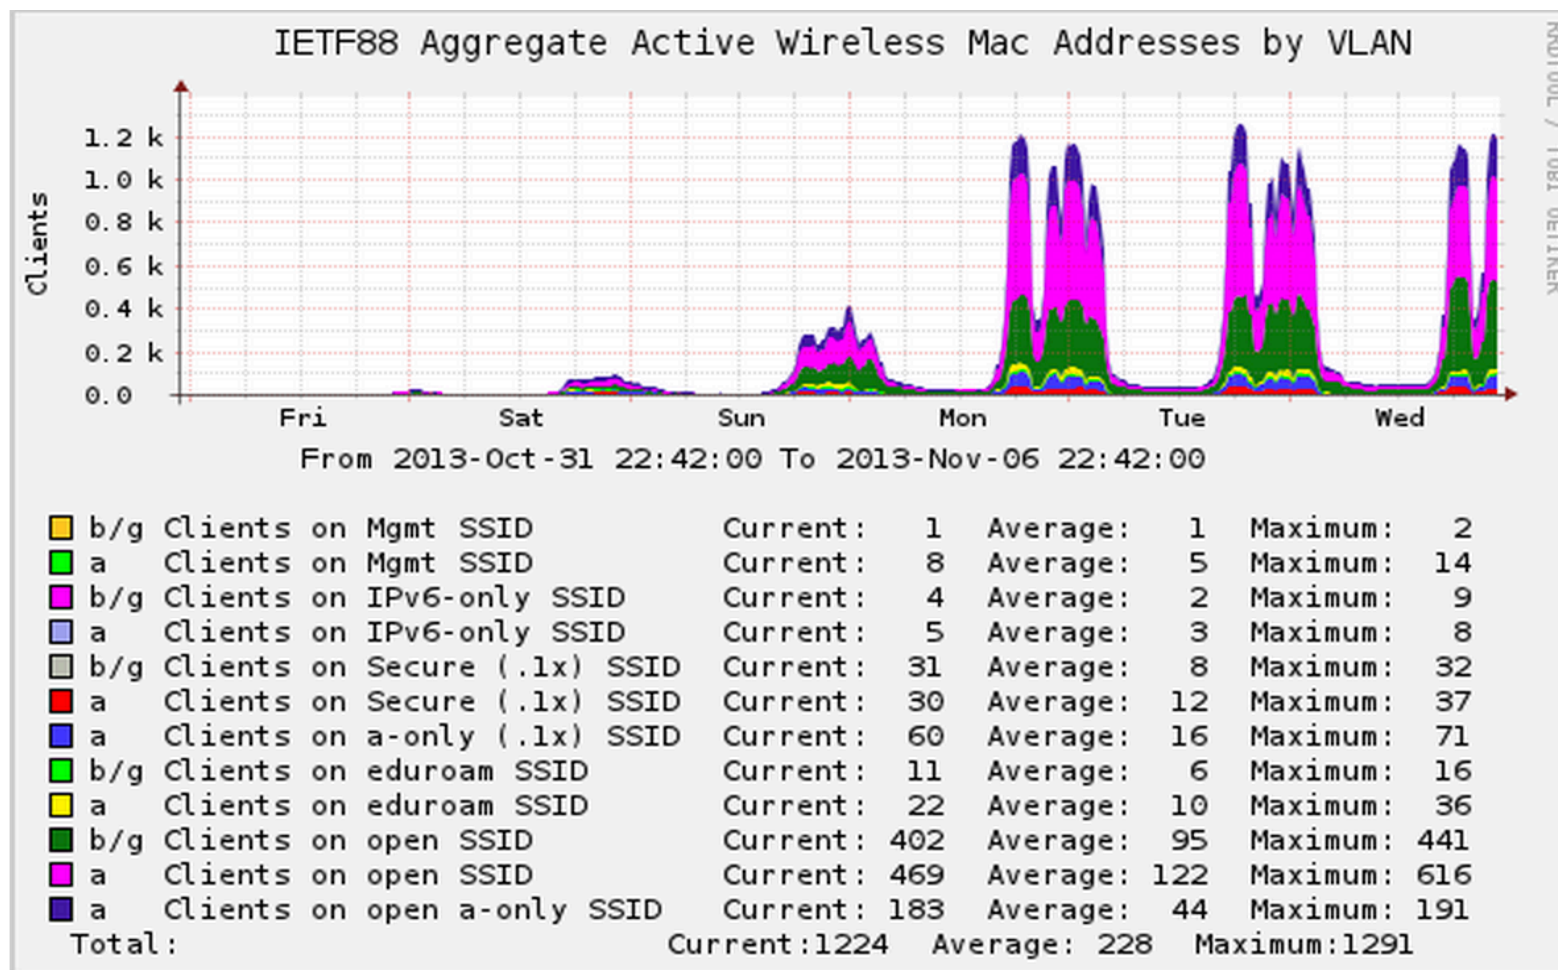 IETF88 Aggregate Active Wireless Mac Addresses by VLAN
RRDTOOL / TOBI OETIKER
Clients
1.2 k
1.0 k
0.8 k
0.6 k
0.4 k
0.2 k
0.0
Fri Sat Sun Mon Tue Wed
From 2013-Oct-31 22:42:00 To 2013-Nov-06 22:42:00
b/g Clients on Mgmt SSID Current: 1 Average: 1 Maximum: 2
a Clients on Mgmt SSID Current: 8 Average: 5 Maximum: 14
b/g Clients on IPv6-only SSID Current: 4 Average: 2 Maximum: 9
a Clients on IPv6-only SSID Current: 5 Average: 3 Maximum: 8
b/g Clients on Secure (.1x) SSID Current: 31 Average: 8 Maximum: 32
a Clients on Secure (.1x) SSID Current: 30 Average: 12 Maximum: 37
a Clients on a-only (.1x) SSID Current: 60 Average: 16 Maximum: 71
b/g Clients on eduroam SSID Current: 11 Average: 6 Maximum: 16
a Clients on eduroam SSID Current: 22 Average: 10 Maximum: 36
b/g Clients on open SSID Current: 402 Average: 95 Maximum: 441
a Clients on open SSID Current: 469 Average: 122 Maximum: 616
a Clients on open a-only SSID Current: 183 Average: 44 Maximum: 191
Total: Current:1224 Average: 228 Maximum:1291